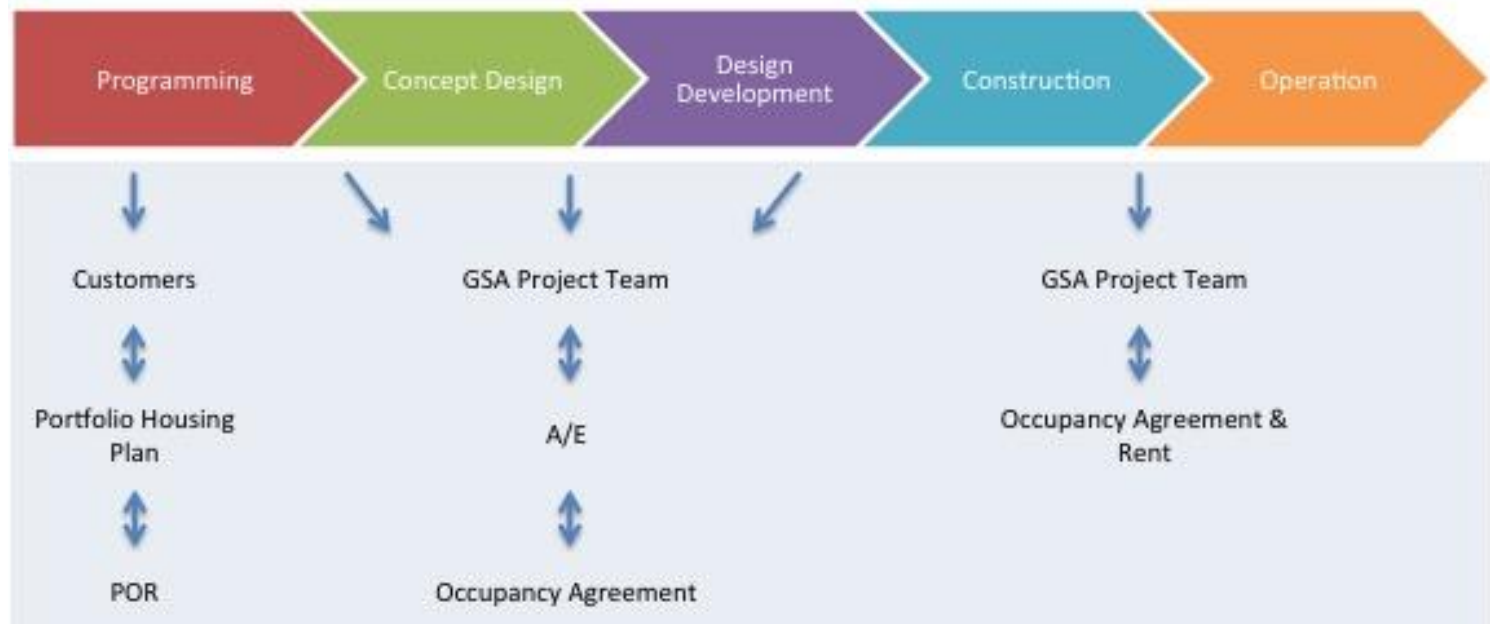 Programming
Concept Design
Design
Development
Construction
Operation
Customers
GSA Project Team
GSA Project Team
Portfolio Housing
Plan
A/E
Occupancy Agreement &
Rent
POR
Occupancy Agreement